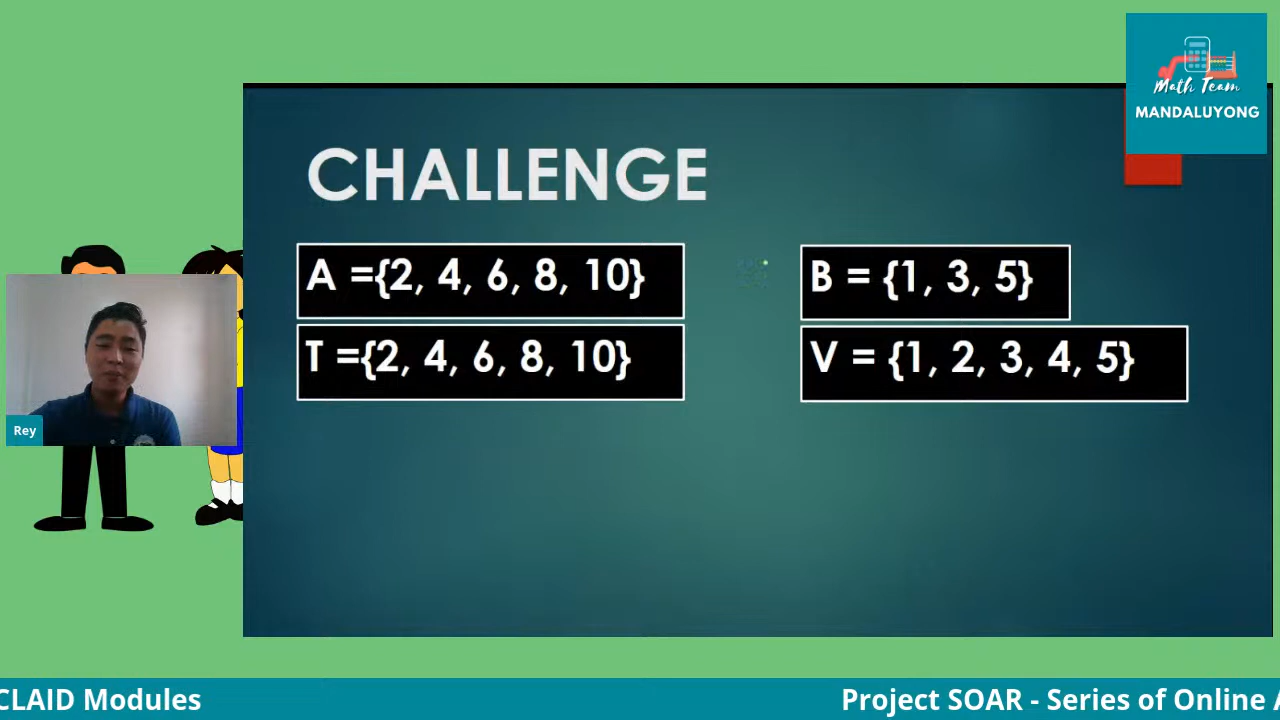 Math Team
MANDALUYONG
CHALLENGE
A ={2, 4, 6, 8, 10}
B = {1, 3, 5}
T ={2, 4, 6, 8, 10}
V = {1, 2, 3, 4, 5}
Rey
CLAID Modules
Project SOAR - Series of Online A